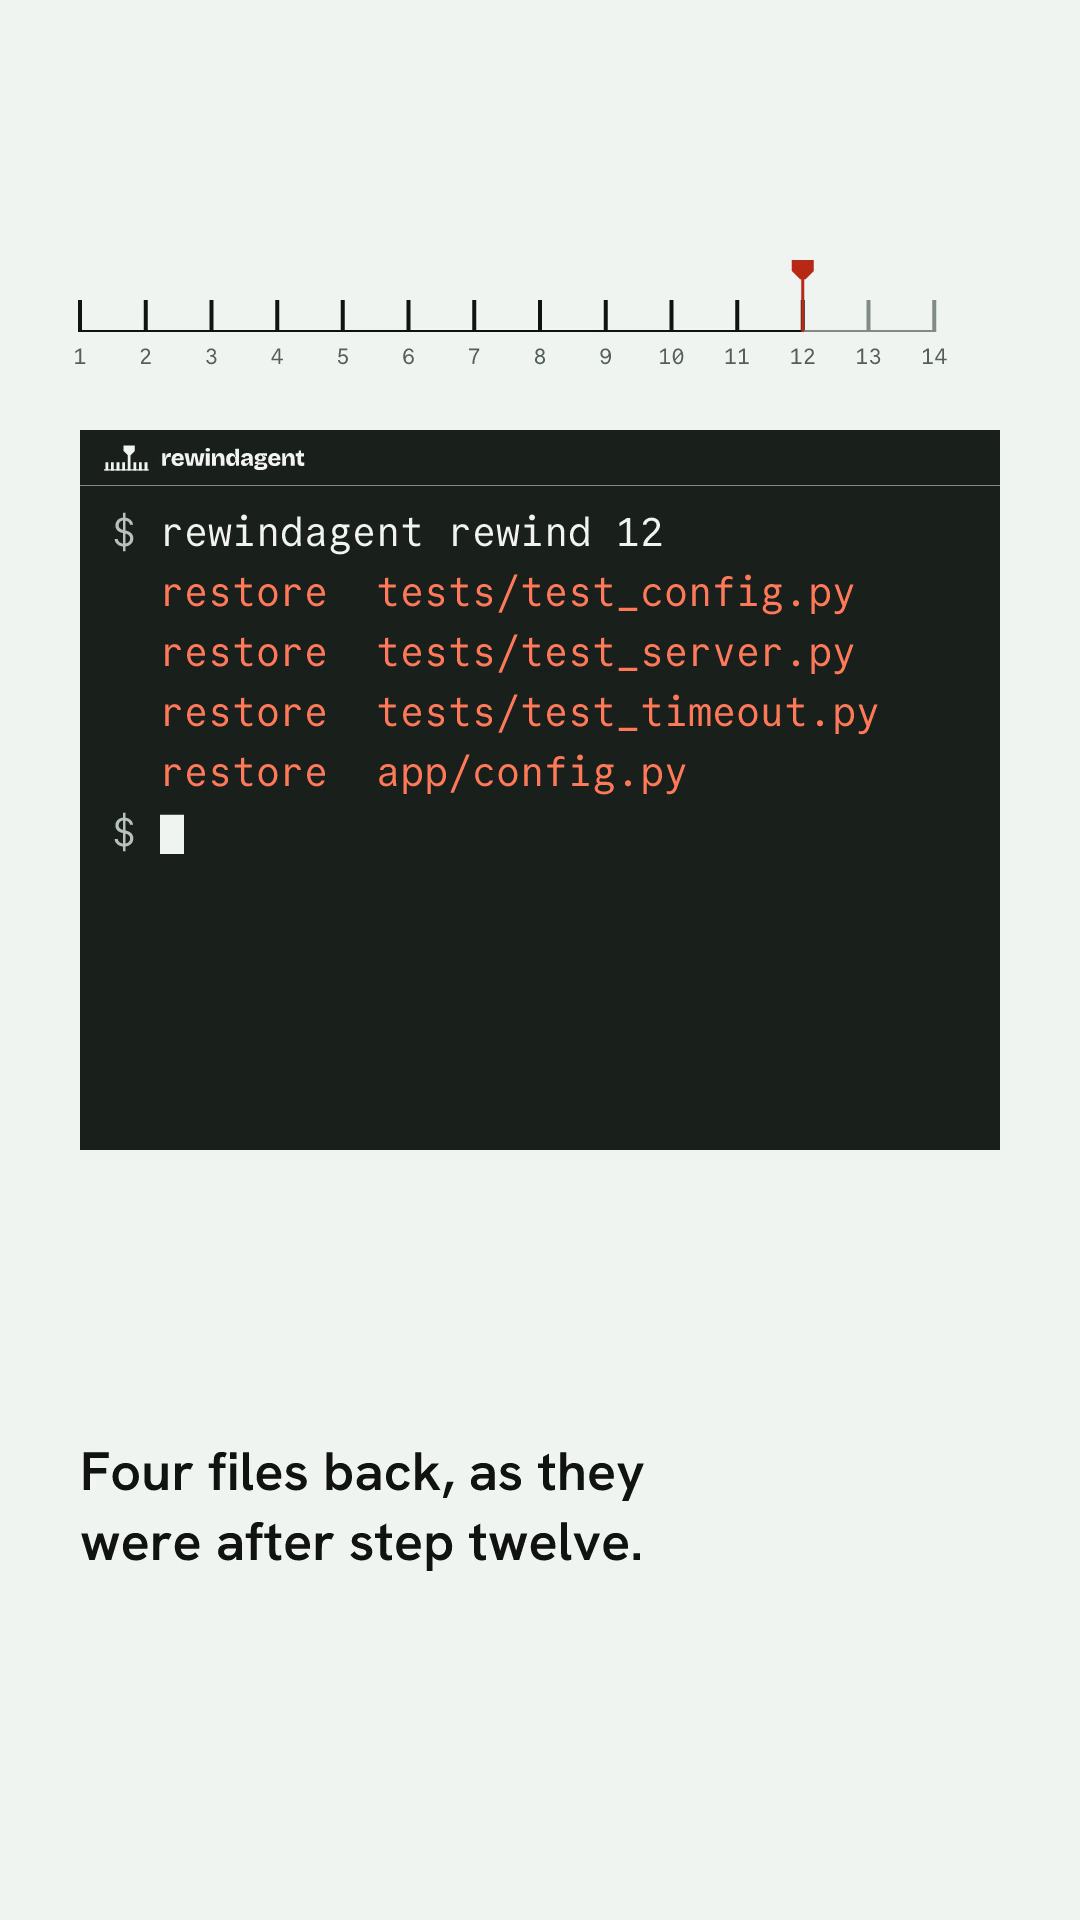 1 2 3 4 5 6 7 8 9 10 11 12 13 14
rewindagent
$ rewindagent rewind 12
restore  tests/test_config.py
restore  tests/test_server.py
restore  tests/test_timeout.py
restore  app/config.py
$
Four files back, as they
were after step twelve.